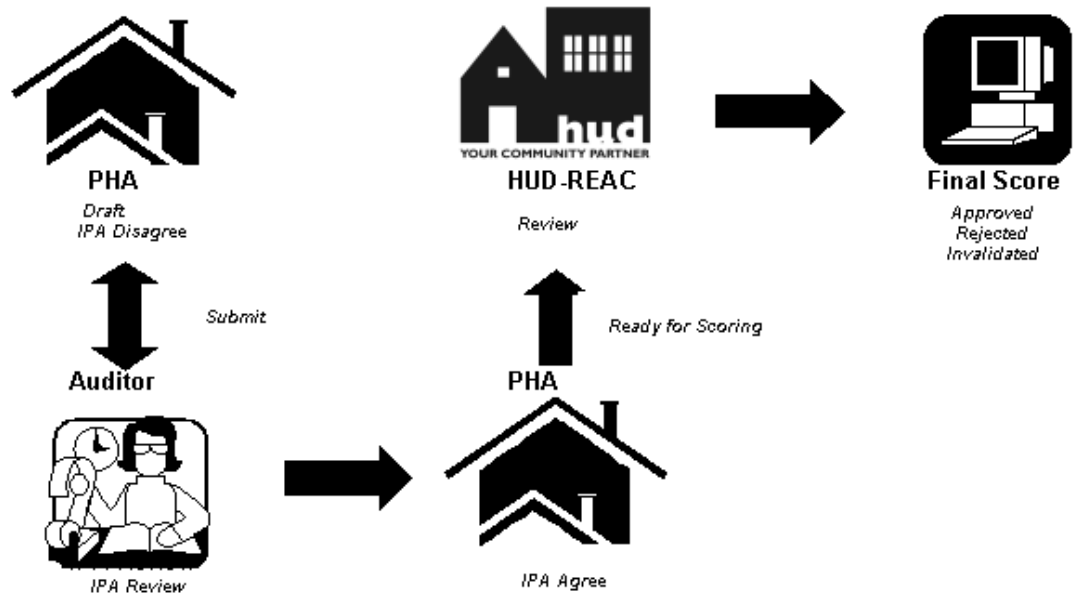 hud
YOUR COMMUNITY PARTNER
PHA
Draft
IPA Disagree
HUD-REAC
Review
Final Score
Approved
Rejected
Invalidated
Submit
Ready for Scoring
Auditor
PHA
IPA Review
IPA Agree